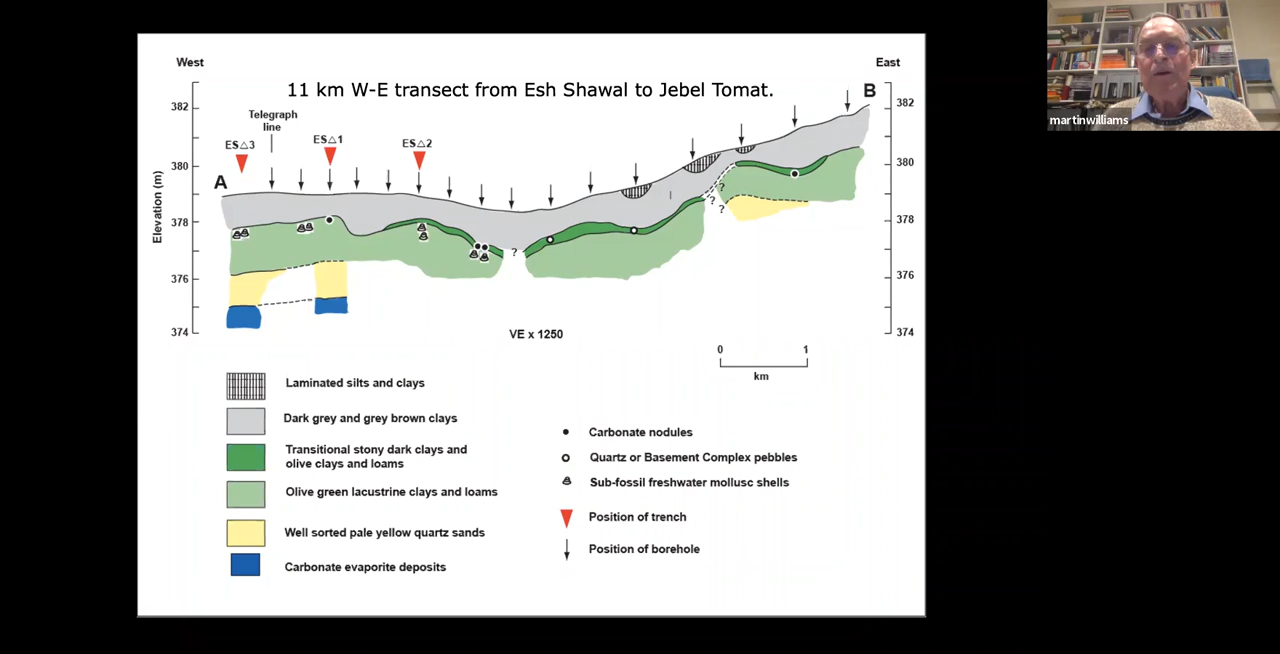 West
East
11 km W-E transect from Esh Shawal to Jebel Tomat.
382
382
Telegraph
line
ES△3
ES△1
ES△2
380
380
A
B
Elevation (m)
378
378
?
?
?
?
376
376
374
374
VE x 1250
0
1
km
Laminated silts and clays
Dark grey and grey brown clays
Transitional stony dark clays and
olive clays and loams
Olive green lacustrine clays and loams
Well sorted pale yellow quartz sands
Carbonate evaporite deposits
Carbonate nodules
Quartz or Basement Complex pebbles
Sub-fossil freshwater mollusc shells
Position of trench
Position of borehole
martinwilliams